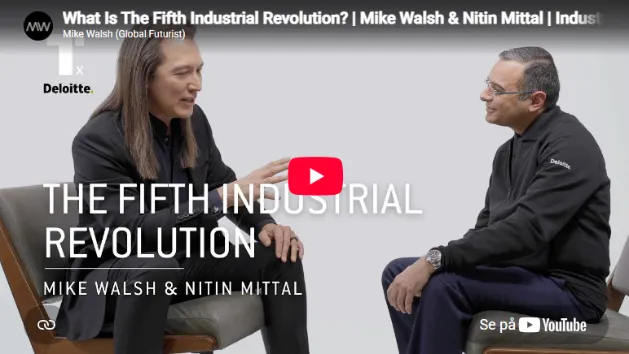 MW
What Is The Fifth Industrial Revolution? | Mike Walsh & Nitin Mittal | Indust
Mike Walsh (Global Futurist)
T
x
Deloitte.
Deloitte.
THE FIFTH INDUSTRIAL
REVOLUTION
MIKE WALSH & NITIN MITTAL
Se på YouTube